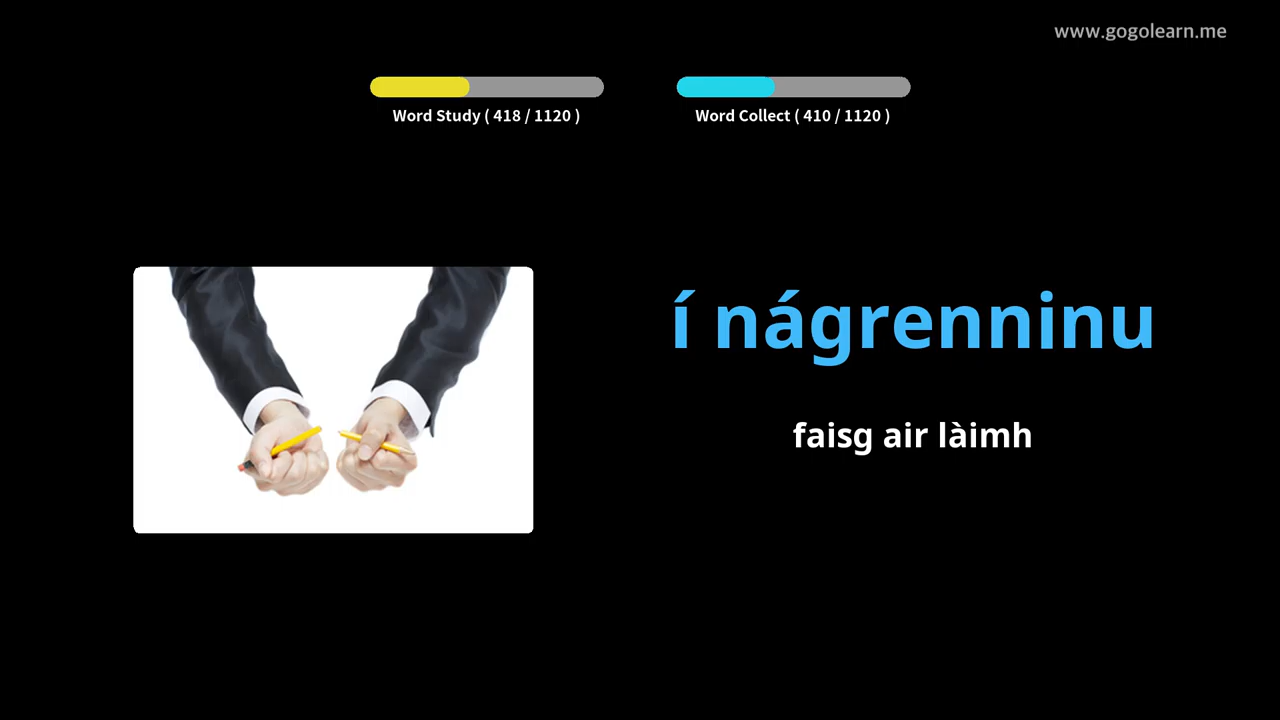 www.gogolearn.me
Word Study ( 418 / 1120 )
Word Collect ( 410 / 1120 )
í nágrenninu
faisg air làimh